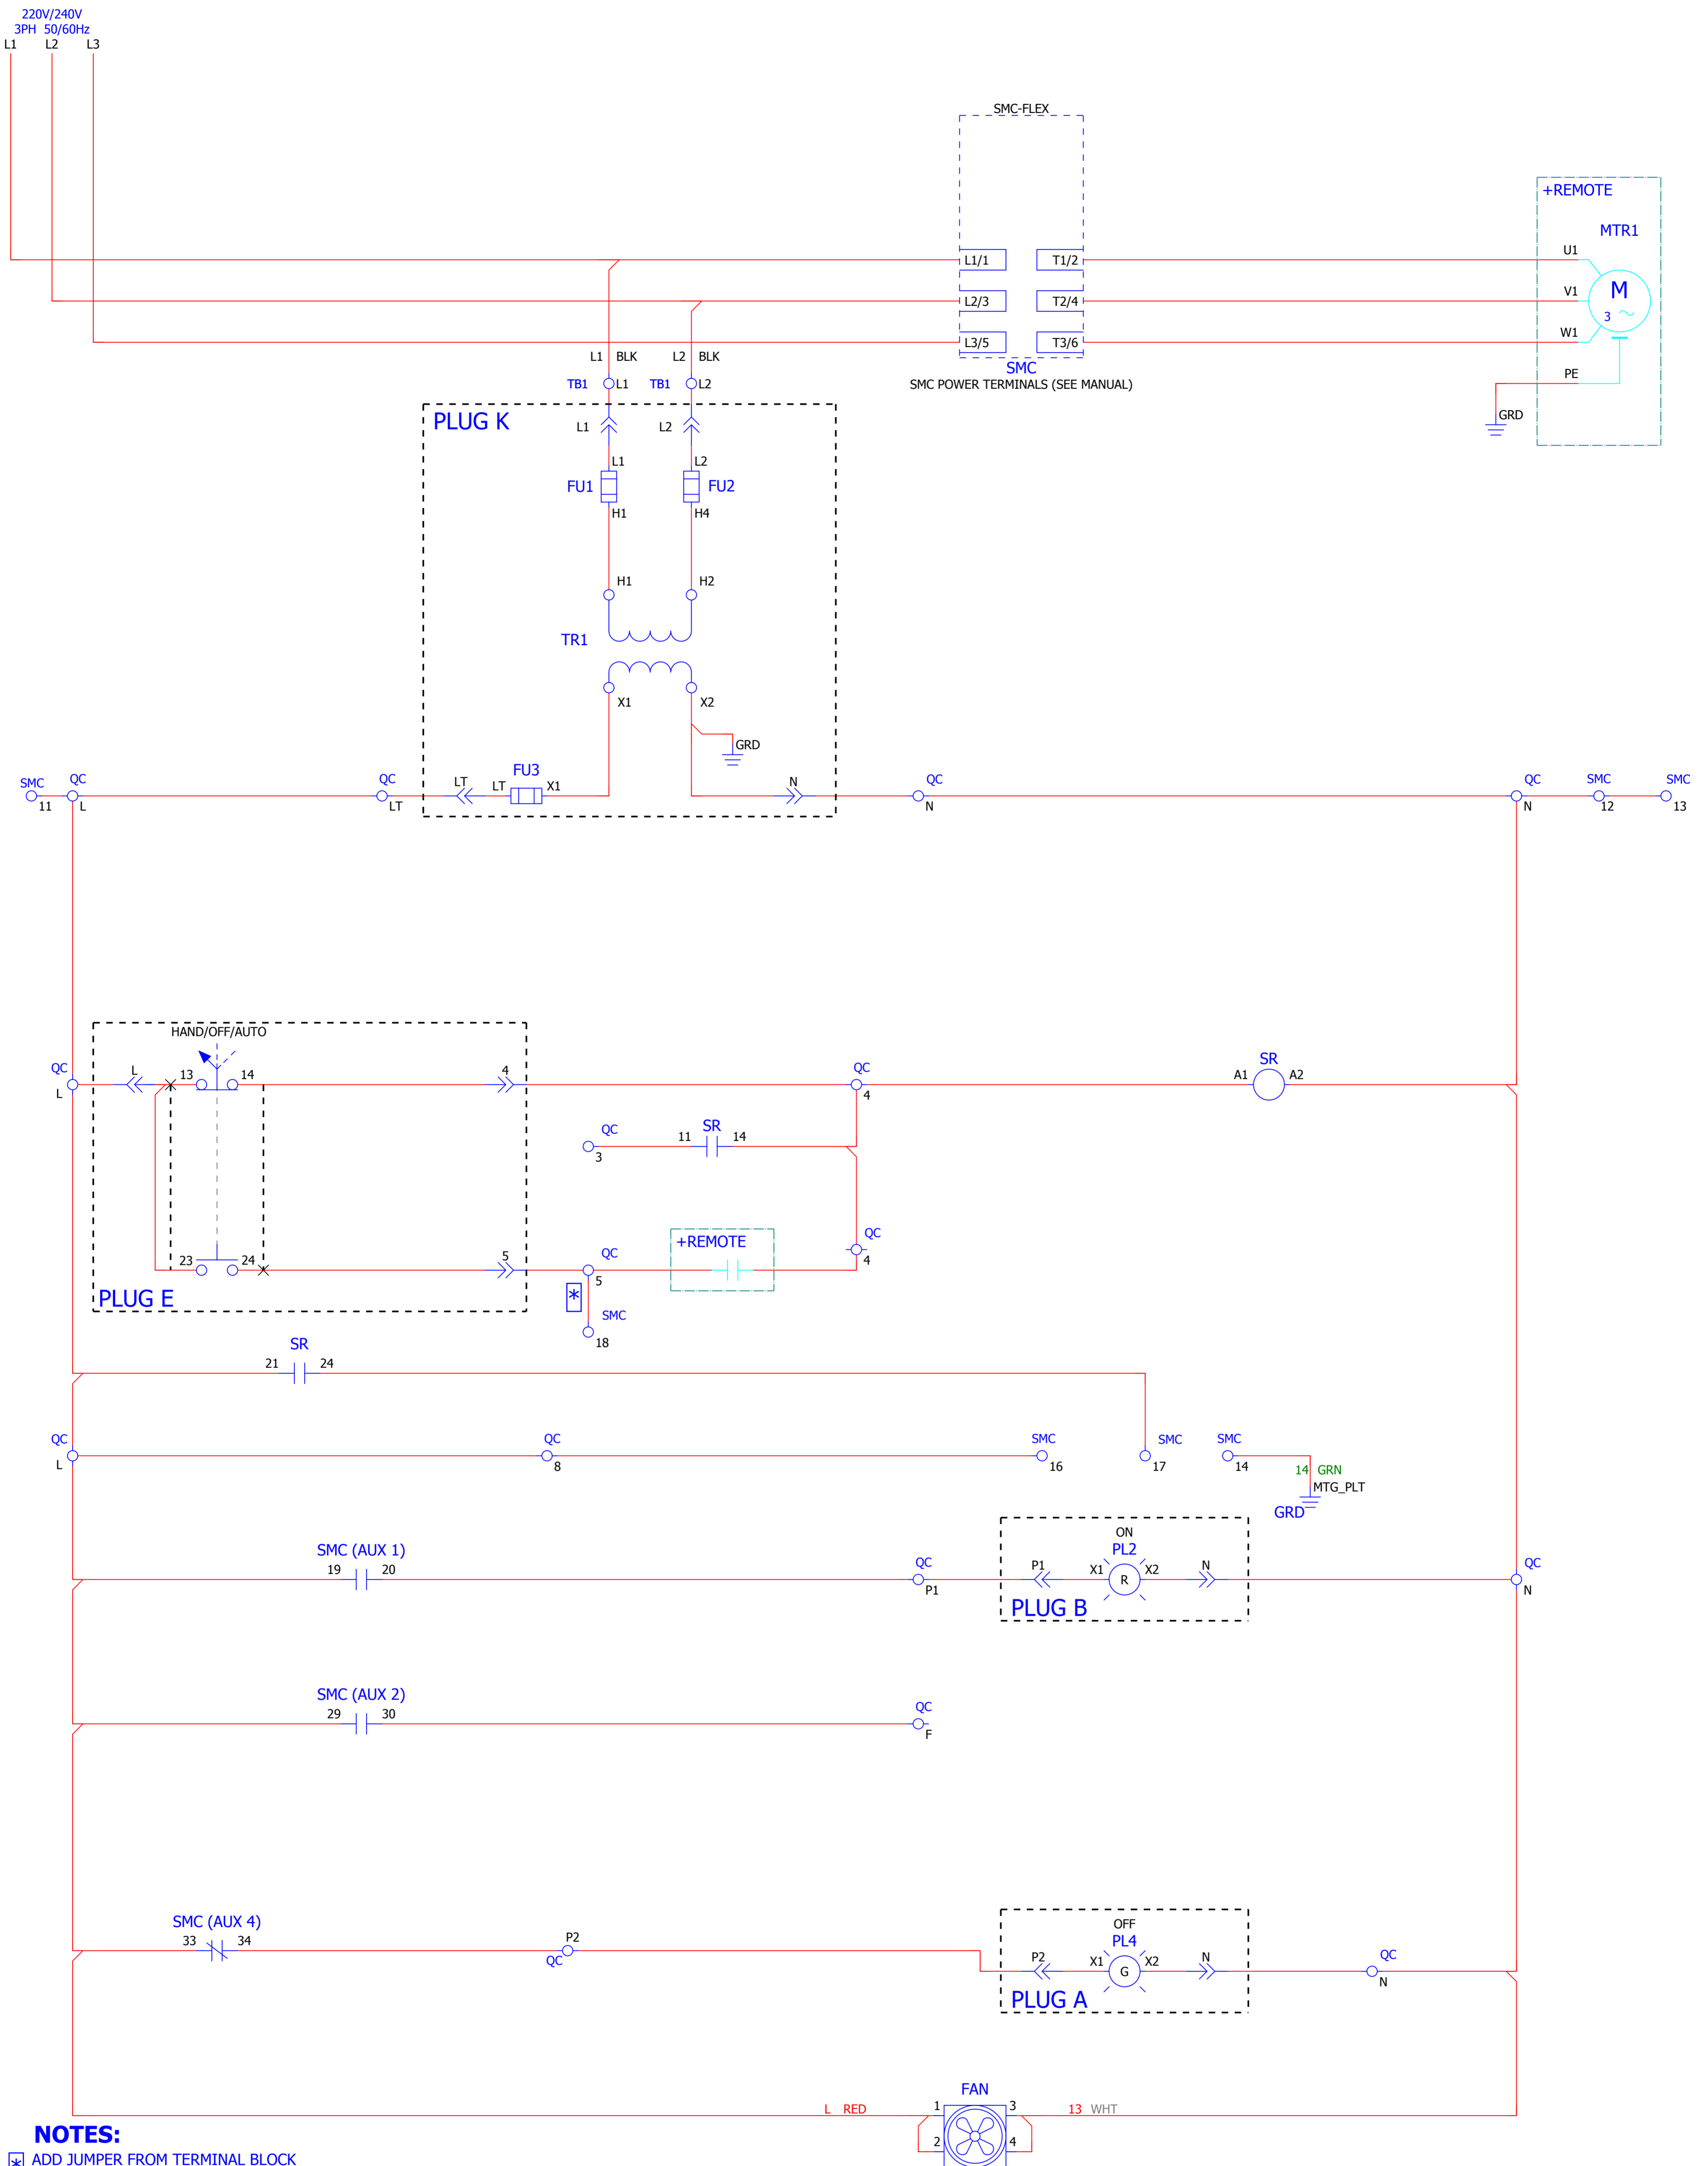 220V/240V
3PH 50/60Hz
L1 L2 L3
SMC-FLEX
+REMOTE
MTR1
U1
L1/1 T1/2
M
3
V1
L2/3 T2/4
W1
L3/5 T3/6
L1 BLK L2 BLK
SMC
SMC POWER TERMINALS (SEE MANUAL)
PE
TB1 L1 TB1 L2
GRD
PLUG K
L1 L2
L1 L2
FU1 FU2
H1 H4
H1 H2
TR1
X1 X2
GRD
SMC QC QC LT LT FU3 X1 N QC QC SMC SMC
11 L LT N N 12 13
HAND/OFF/AUTO
QC L 13 14 4 QC A1 SR A2
L 4
QC 11 SR 14
3
+REMOTE
QC
4
23 24 5 QC
5
PLUG E
*
SMC
18
SR
21 24
QC QC SMC SMC SMC
L 8 16 17 14
14 GRN
MTG_PLT
GRD
ON
SMC (AUX 1)
19 20
QC P1 X1 PL2 X2 N QC
R
P1 N
PLUG B
SMC (AUX 2)
29 30
QC
F
OFF
SMC (AUX 4)
33 34
P2
QC
P2 X1 PL4 X2 N QC
G
N
PLUG A
FAN
L RED 1 3 13 WHT
2 4
NOTES:
* ADD JUMPER FROM TERMINAL BLOCK